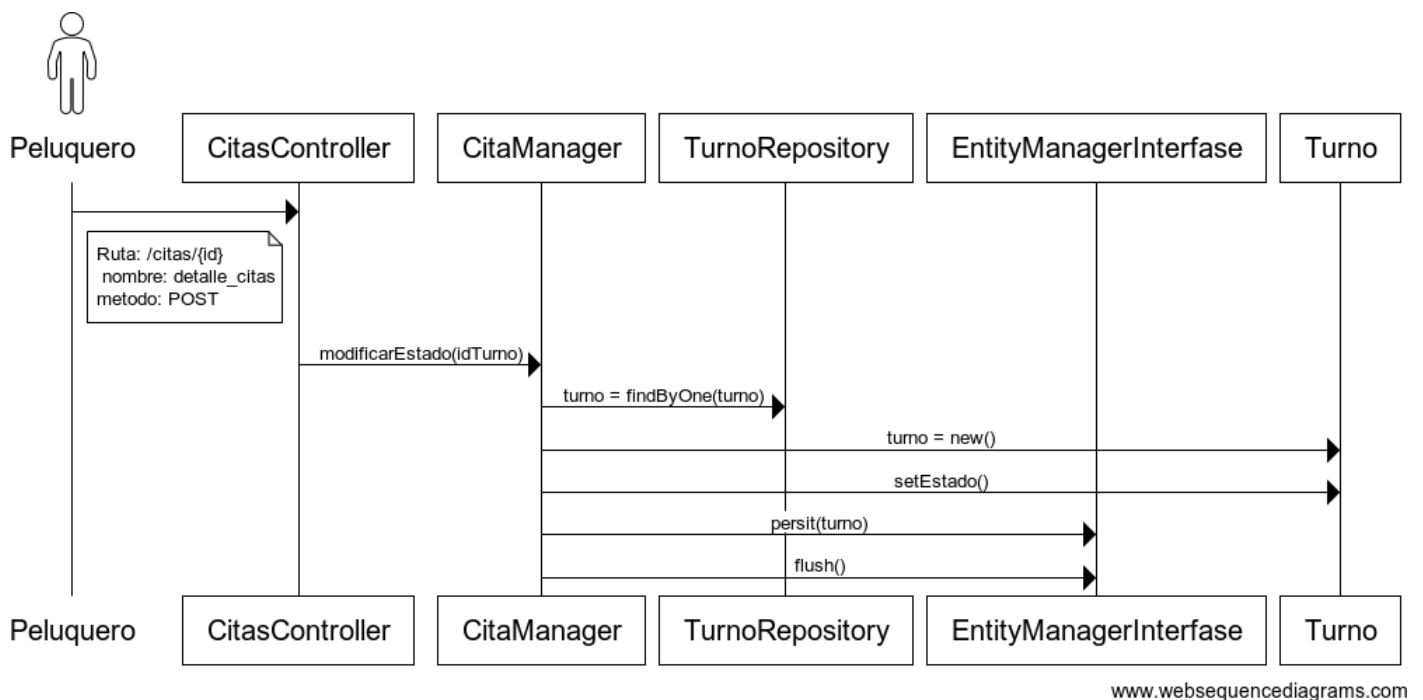 Peluquero
CitasController
CitaManager
TurnoRepository
EntityManagerInterfase
Turno
Ruta: /citas/{id}
nombre: detalle_citas
metodo: POST
modificarEstado(idTurno)
turno = findByOne(turno)
turno = new()
setEstado()
persit(turno)
flush()
Peluquero
CitasController
CitaManager
TurnoRepository
EntityManagerInterfase
Turno
www.websequencediagrams.com